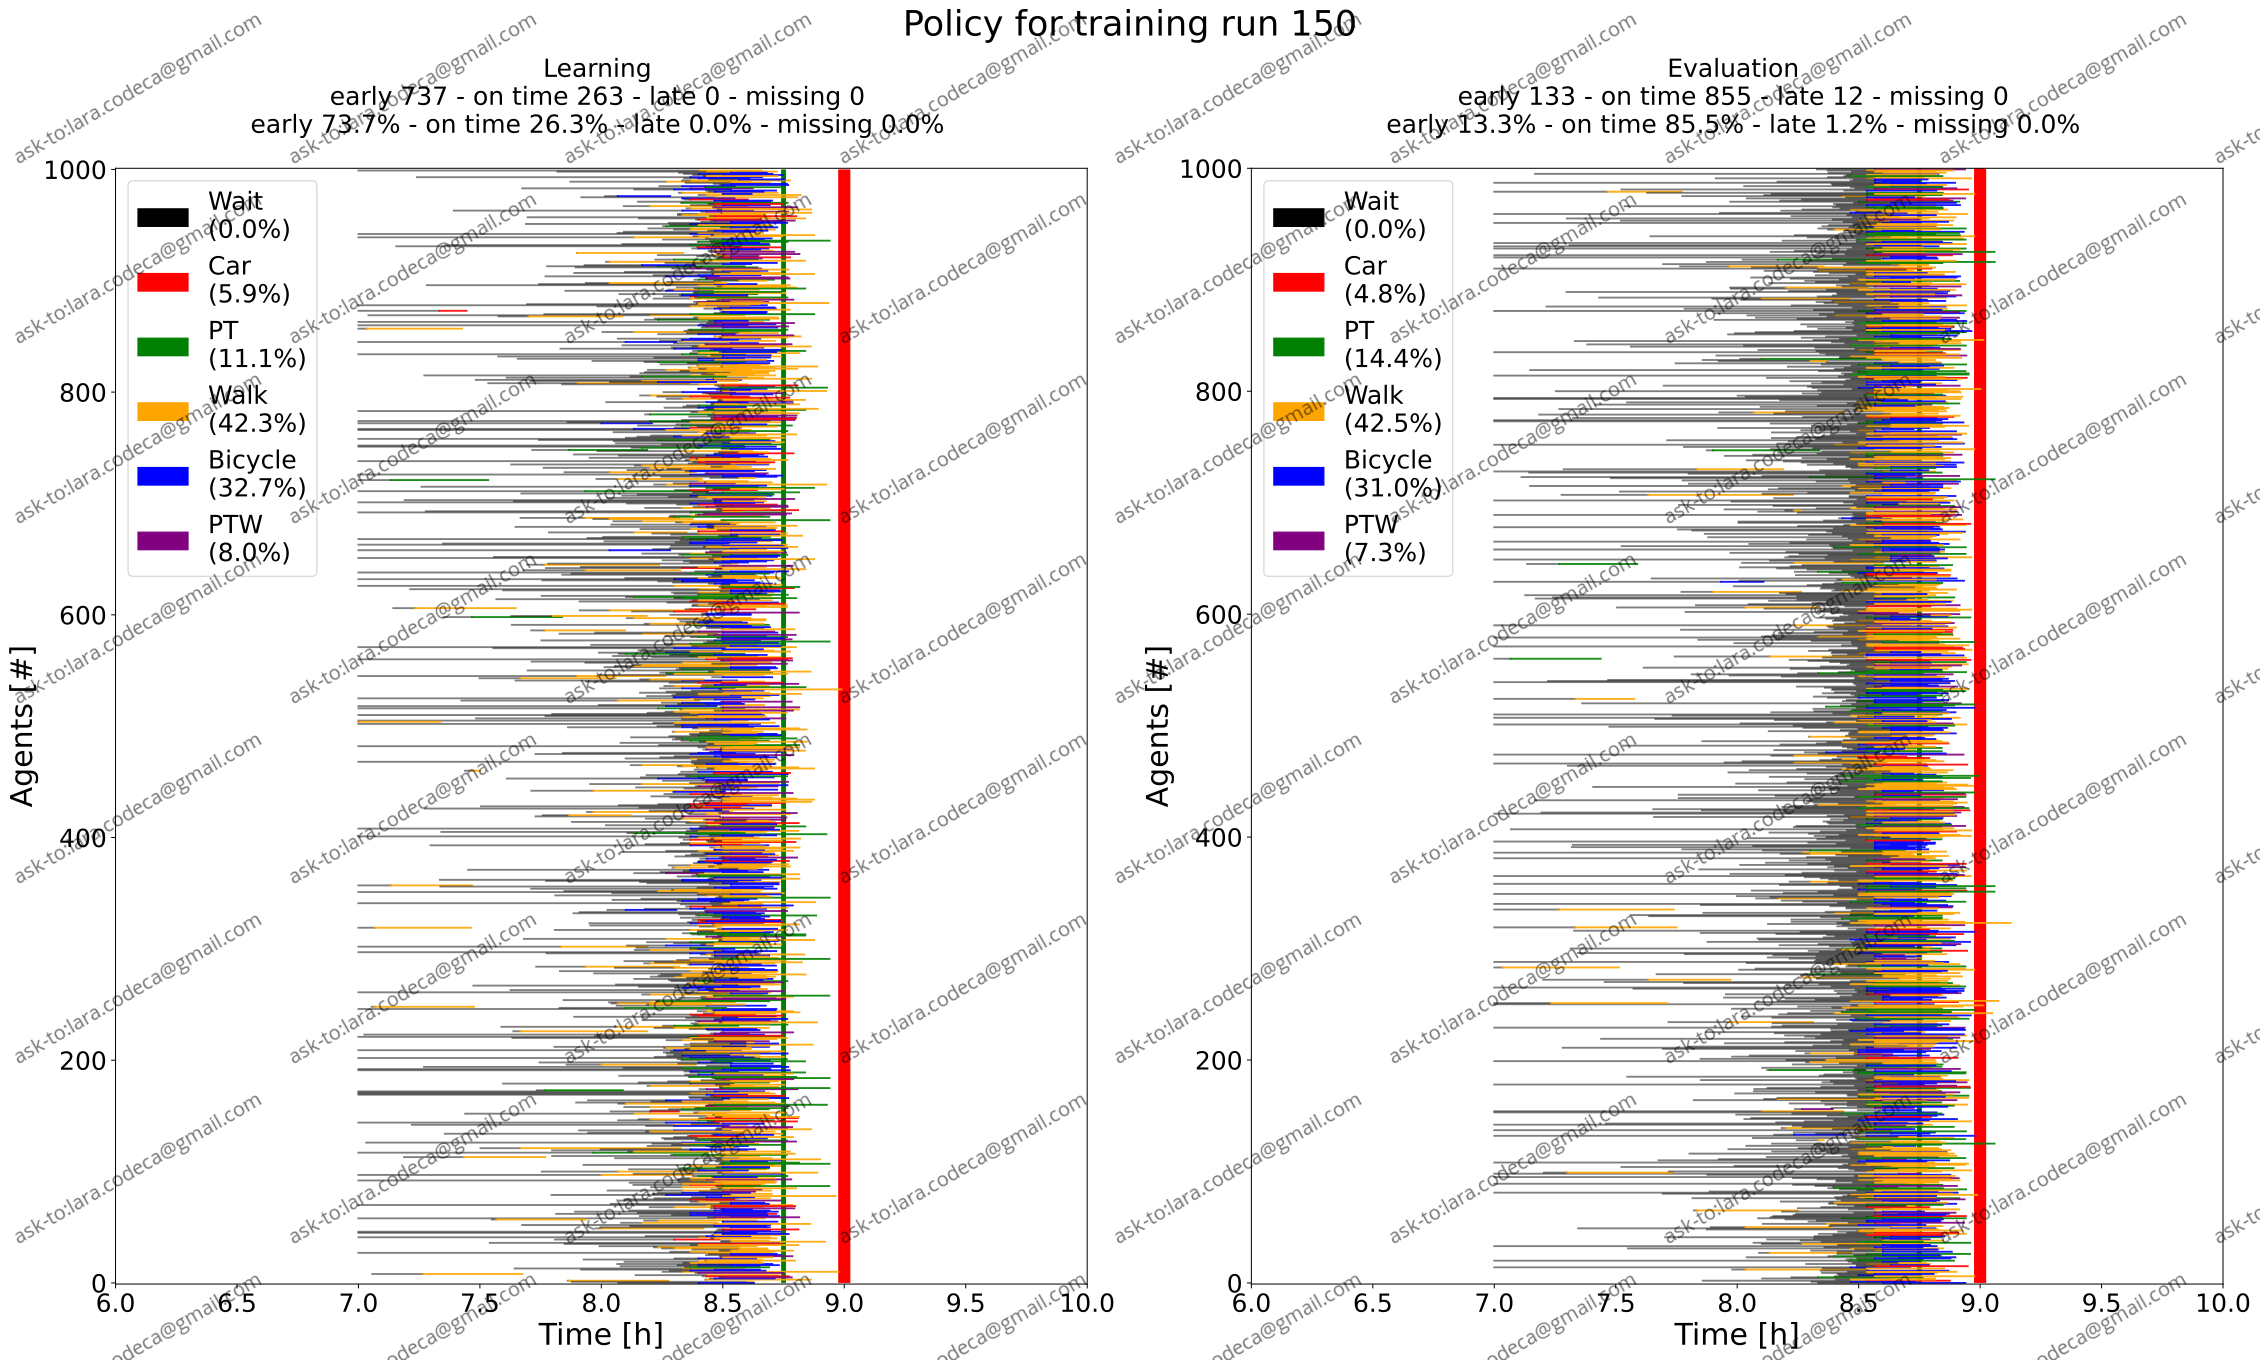 Policy for training run 150
Learning
early 737 - on time 263 - late 0 - missing 0
early 73.7% - on time 26.3% - late 0.0% - missing 0.0%
Evaluation
early 133 - on time 855 - late 12 - missing 0
early 13.3% - on time 85.5% - late 1.2% - missing 0.0%
Agents [#]
1000
800
600
400
200
0
Wait
(0.0%)
Car
(5.9%)
PT
(11.1%)
Walk
(42.3%)
Bicycle
(32.7%)
PTW
(8.0%)
6.0 6.5 7.0 7.5 8.0 8.5 9.0 9.5 10.0
Time [h]
Agents [#]
1000
800
600
400
200
0
Wait
(0.0%)
Car
(4.8%)
PT
(14.4%)
Walk
(42.5%)
Bicycle
(31.0%)
PTW
(7.3%)
6.0 6.5 7.0 7.5 8.0 8.5 9.0 9.5 10.0
Time [h]
ask-to:lara.codeca@gmail.com